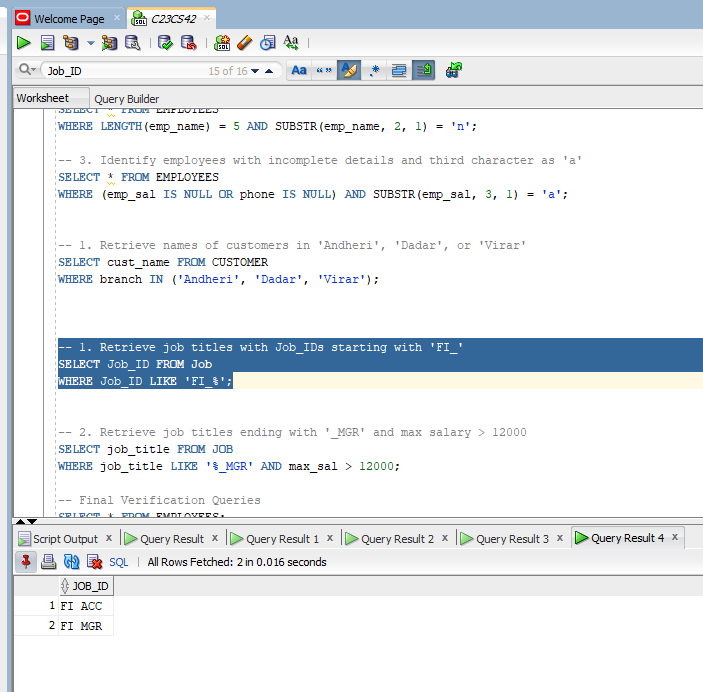 Welcome Page
C23CS42
Job_ID
15 of 16
Aa
Worksheet
Query Builder
SELECT * FROM EMPLOYEES
WHERE LENGTH(emp_name) = 5 AND SUBSTR(emp_name, 2, 1) = 'n';
-- 3. Identify employees with incomplete details and third character as 'a'
SELECT * FROM EMPLOYEES
WHERE (emp_sal IS NULL OR phone IS NULL) AND SUBSTR(emp_sal, 3, 1) = 'a';
-- 1. Retrieve names of customers in 'Andheri', 'Dadar', or 'Virar'
SELECT cust_name FROM CUSTOMER
WHERE branch IN ('Andheri', 'Dadar', 'Virar');
-- 1. Retrieve job titles with Job_IDs starting with 'FI_'
SELECT Job_ID FROM Job
WHERE Job_ID LIKE 'FI_%';
-- 2. Retrieve job titles ending with '_MGR' and max salary > 12000
SELECT job_title FROM JOB
WHERE job_title LIKE '%_MGR' AND max_sal > 12000;
-- Final Verification Queries
SELECT * FROM EMPLOYEES;
Script Output x Query Result x Query Result 1 x Query Result 2 x Query Result 3 x Query Result 4 x
SQL All Rows Fetched: 2 in 0.016 seconds
JOB_ID
1 FI ACC
2 FI MGR